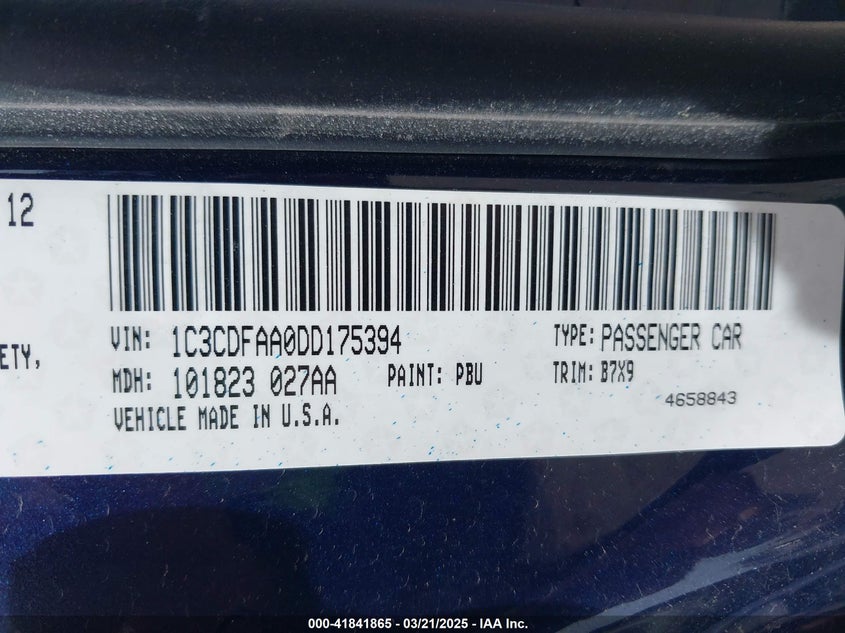 12
VIN: 1C3CDFAA0DD175394 TYPE: PASSENGER CAR
ETY,
MDH: 101823 027AA PAINT: PBU TRIM: B7X9
4658843
VEHICLE MADE IN U.S.A.
000-41841865 - 03/21/2025 - IAA Inc.